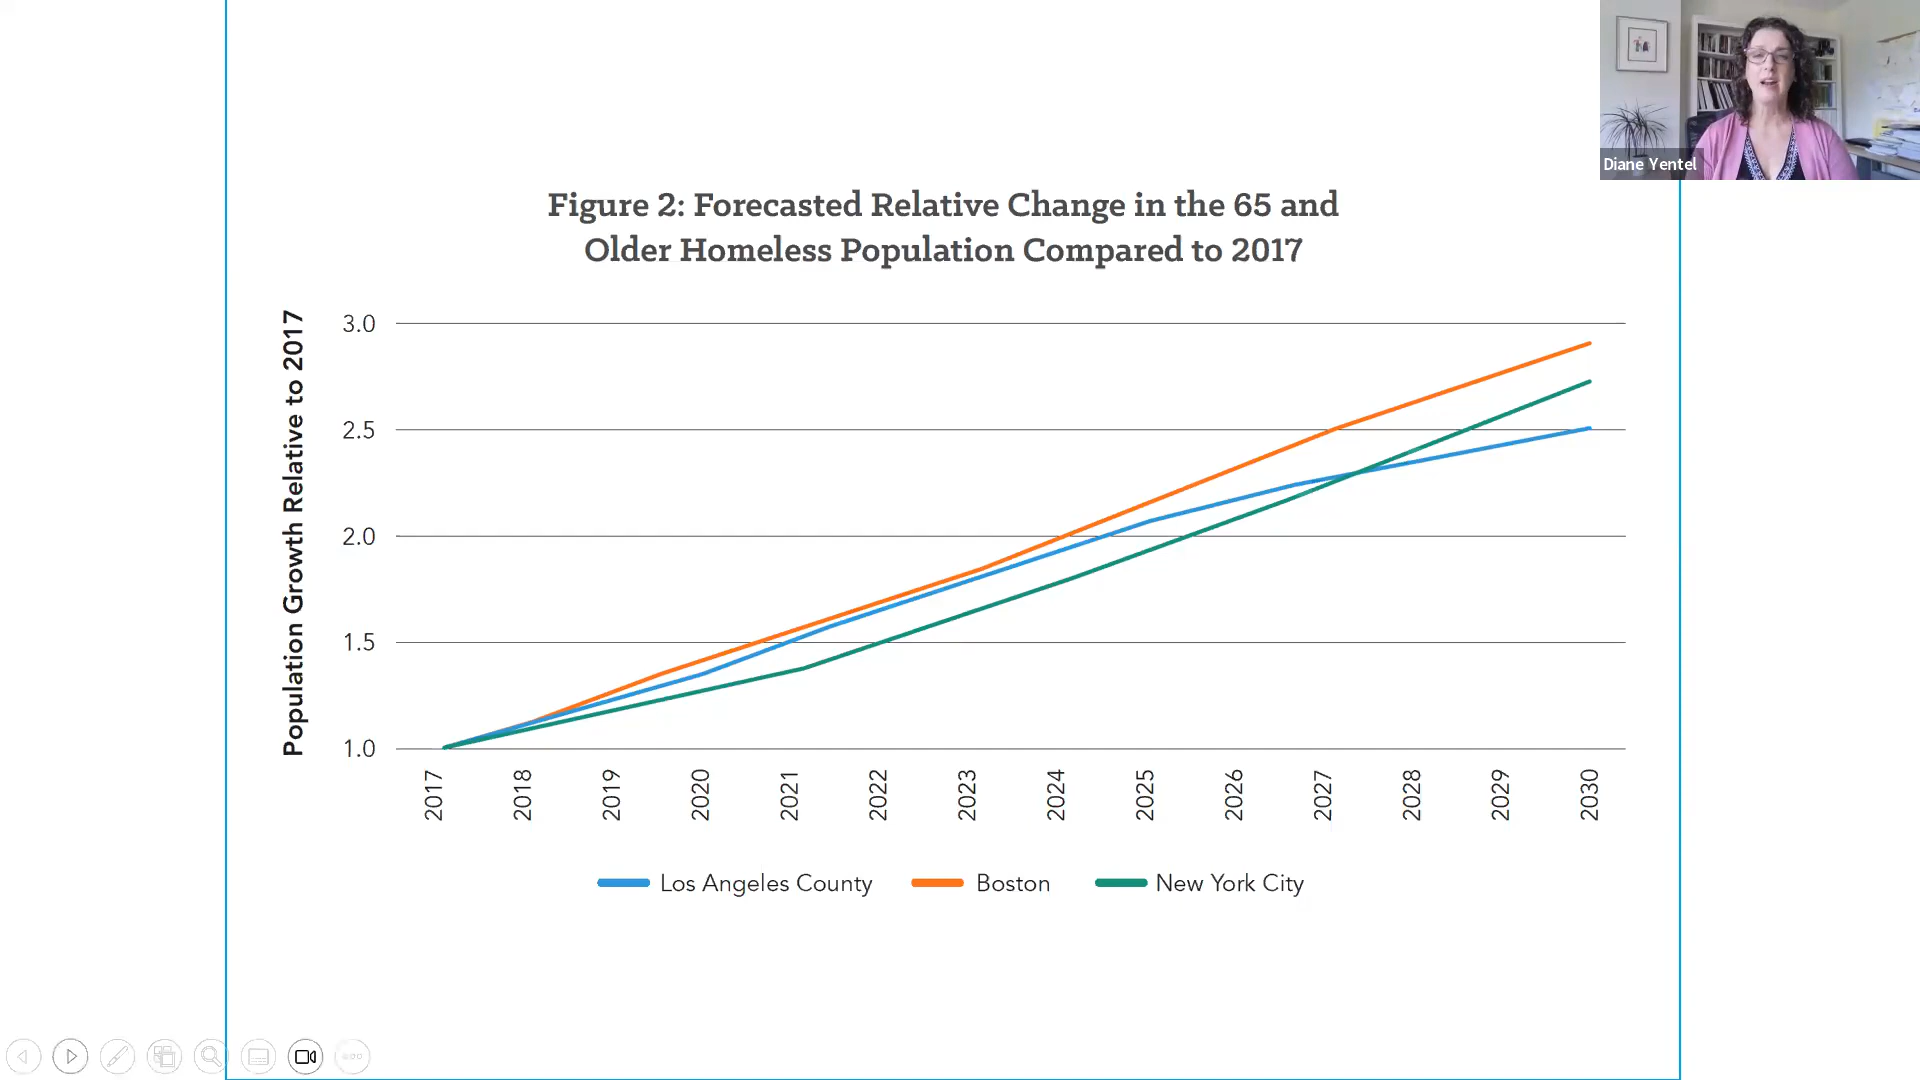 Diane Yentel
Figure 2: Forecasted Relative Change in the 65 and
Older Homeless Population Compared to 2017
Population Growth Relative to 2017
3.0
2.5
2.0
1.5
1.0
2017
2018
2019
2020
2021
2022
2023
2024
2025
2026
2027
2028
2029
2030
Los Angeles County
Boston
New York City